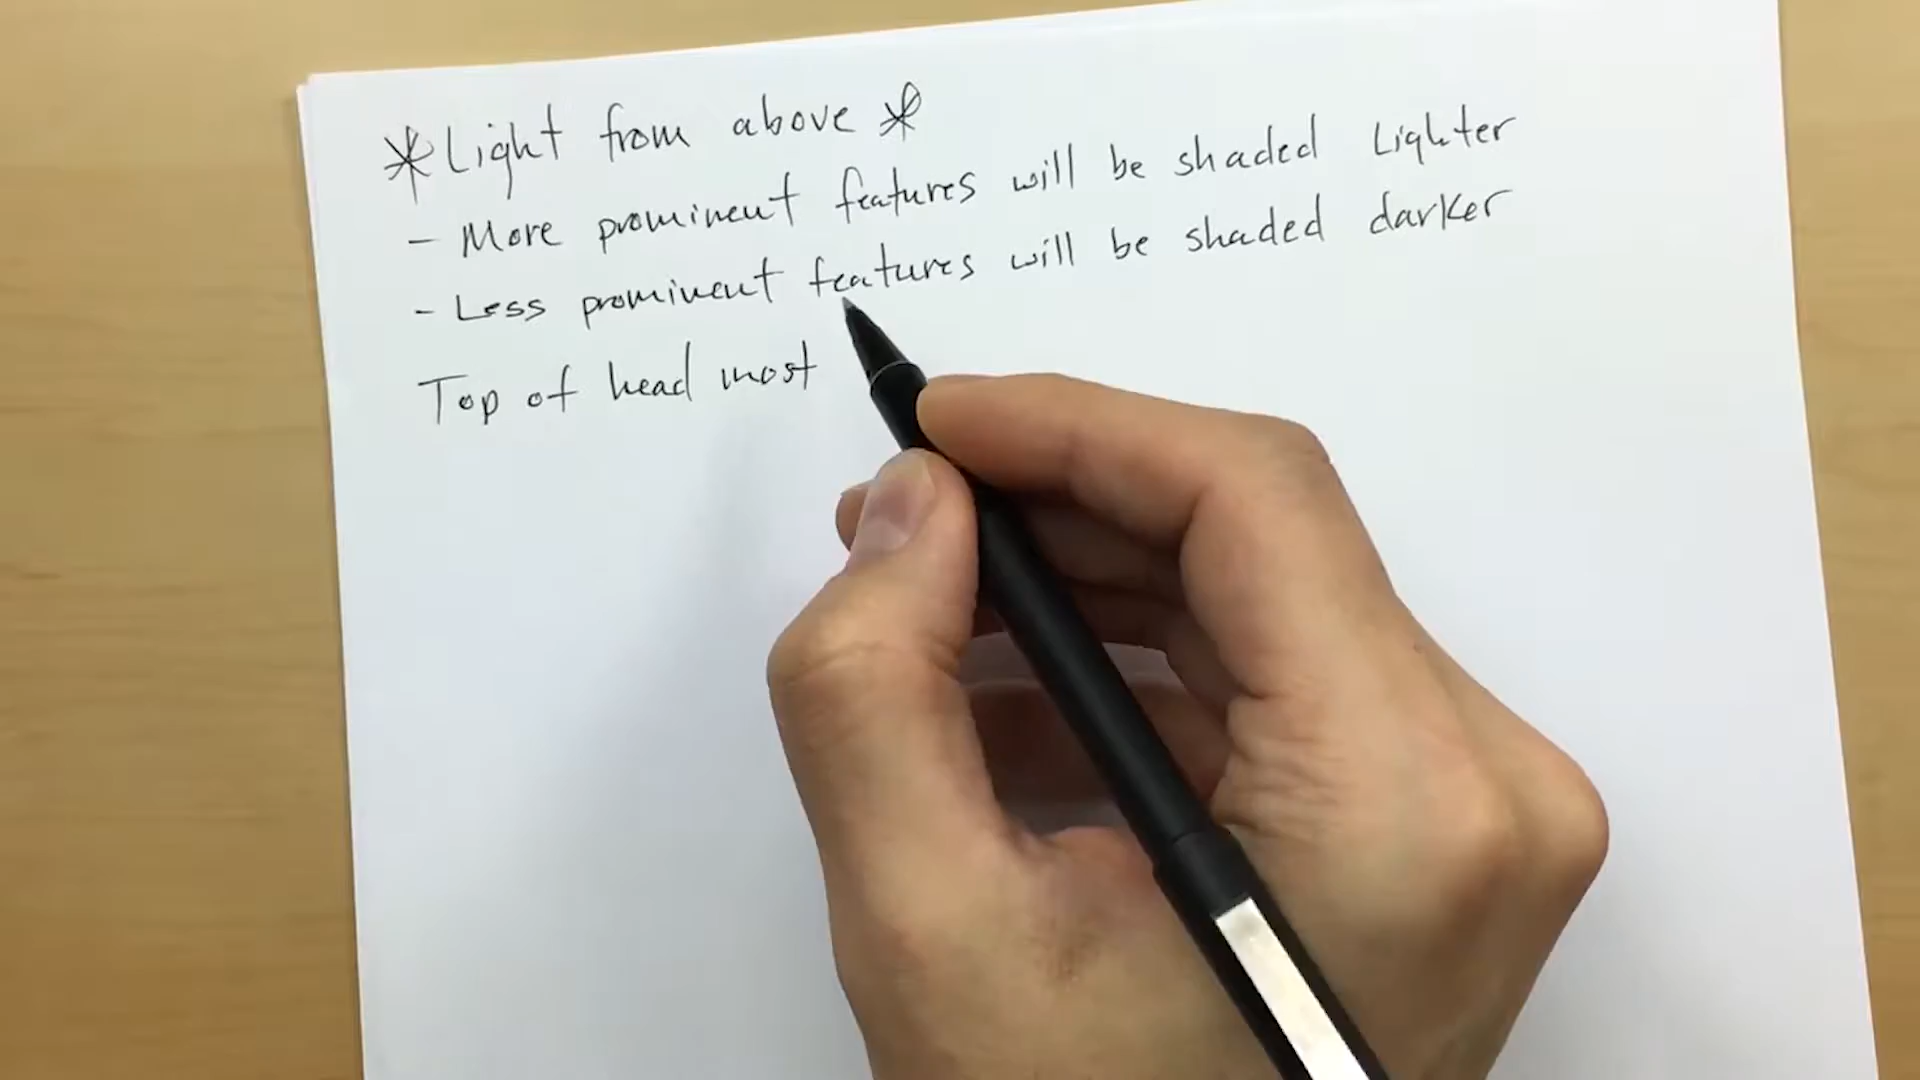 *Light from above*
- More prominent features will be shaded Lighter
- Less prominent features will be shaded darker
Top of head most